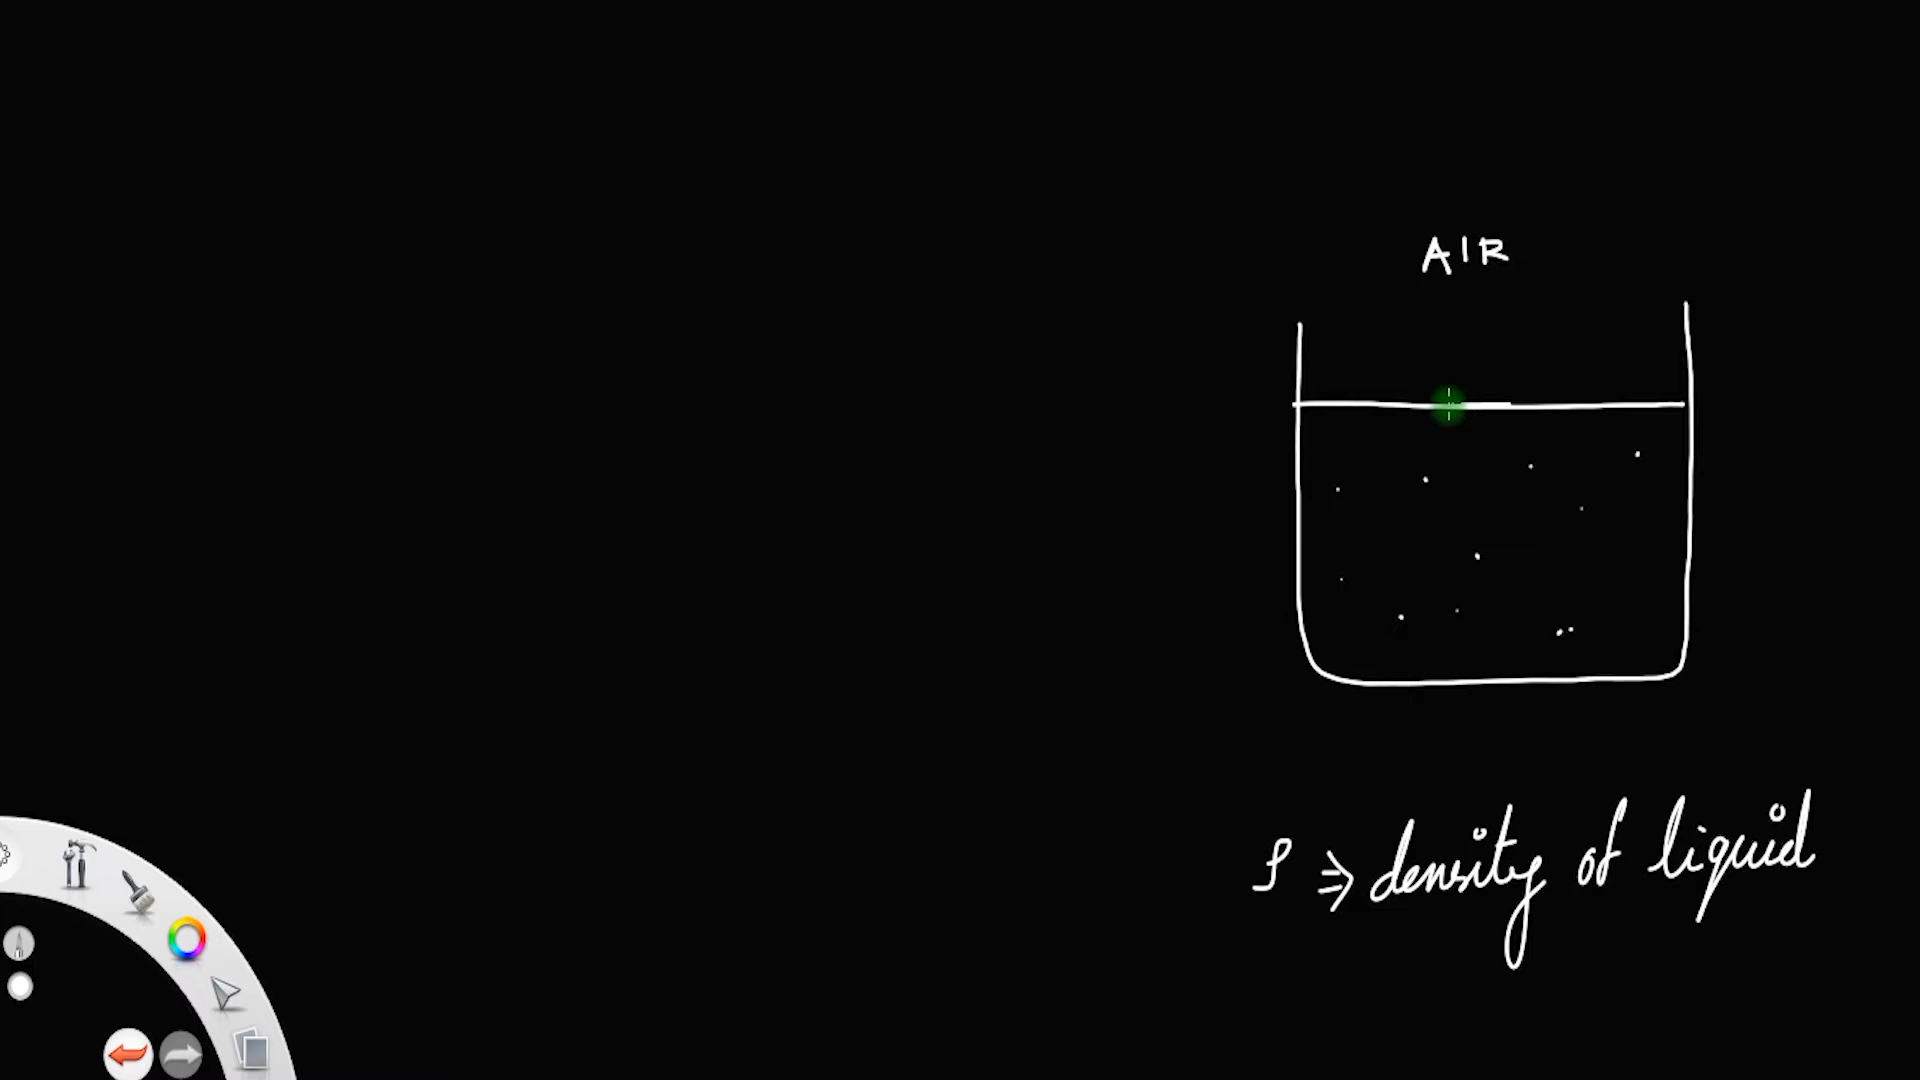 AIR
ρ ⇒ density of liquid